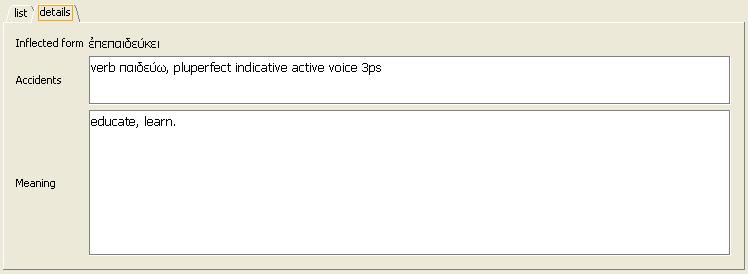 list details
Inflected form ἐπεπαιδεύκει
Accidents verb παιδεύω, pluperfect indicative active voice 3ps
Meaning educate, learn.